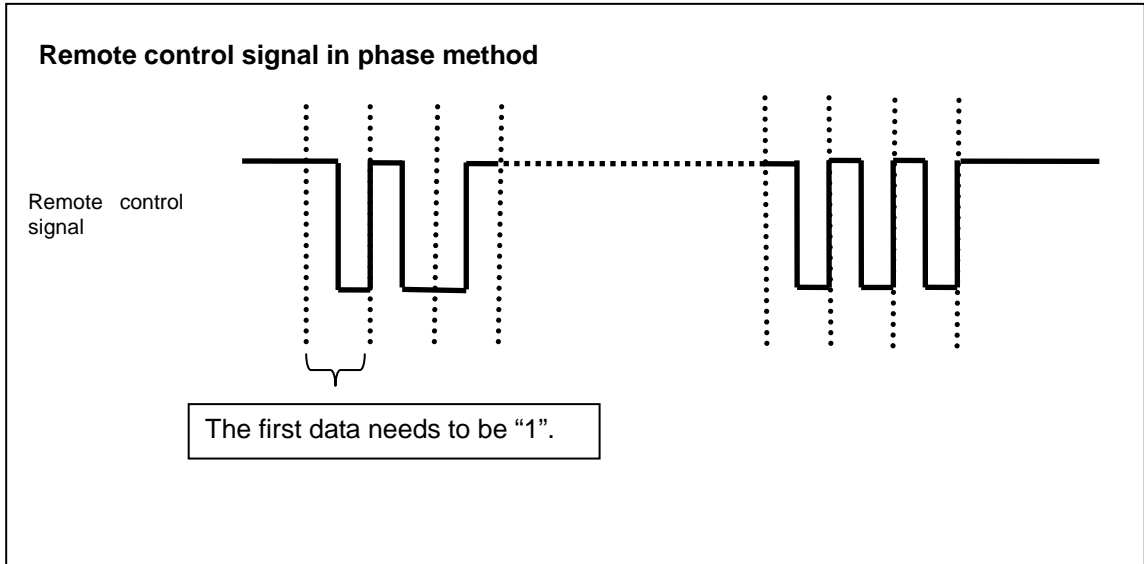 Remote control signal in phase method
Remote control
signal
The first data needs to be “1”.